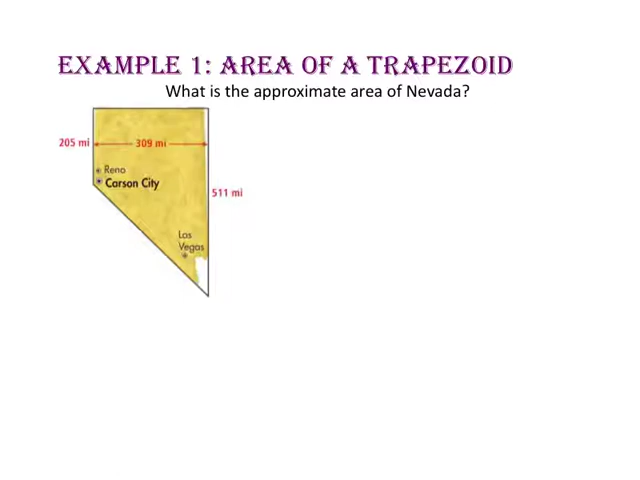 EXAMPLE 1: AREA OF A TRAPEZOID
What is the approximate area of Nevada?
205 mi
309 mi
Reno
Carson City
511 mi
Las
Vegas